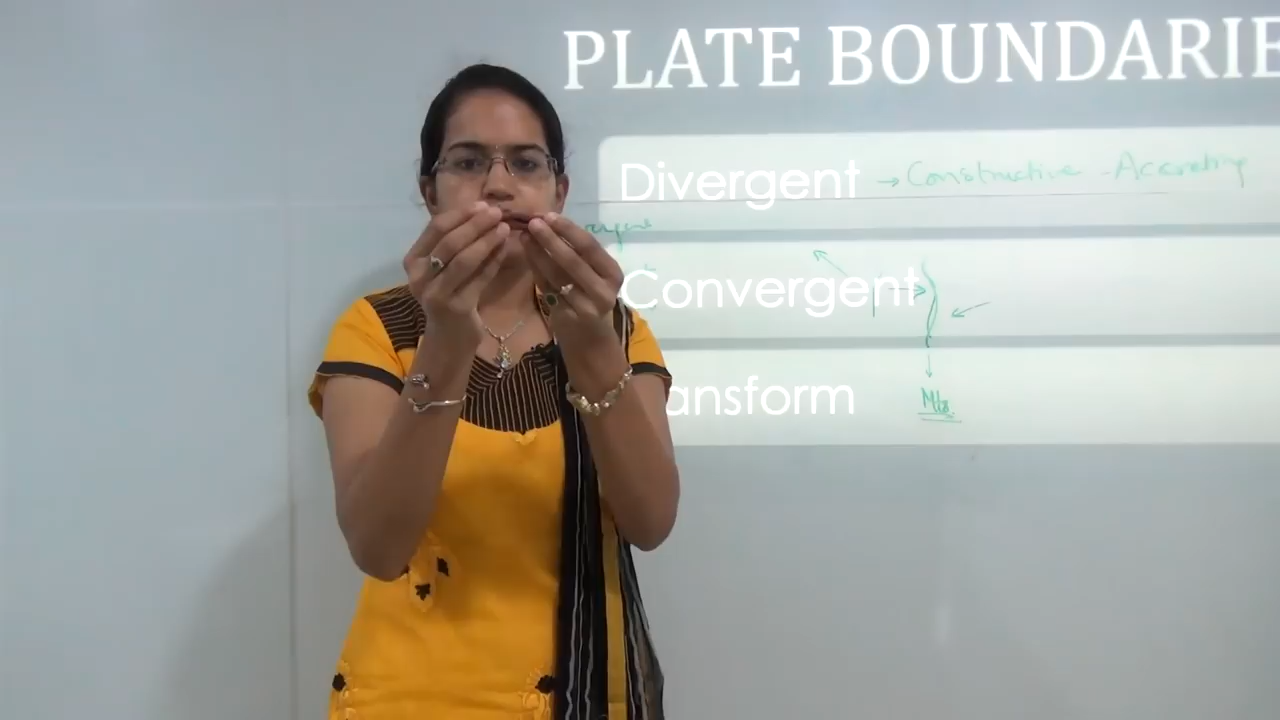 PLATE BOUNDARIE
Divergent → Constructive - Accreting
Convergent
ansform
Mts.